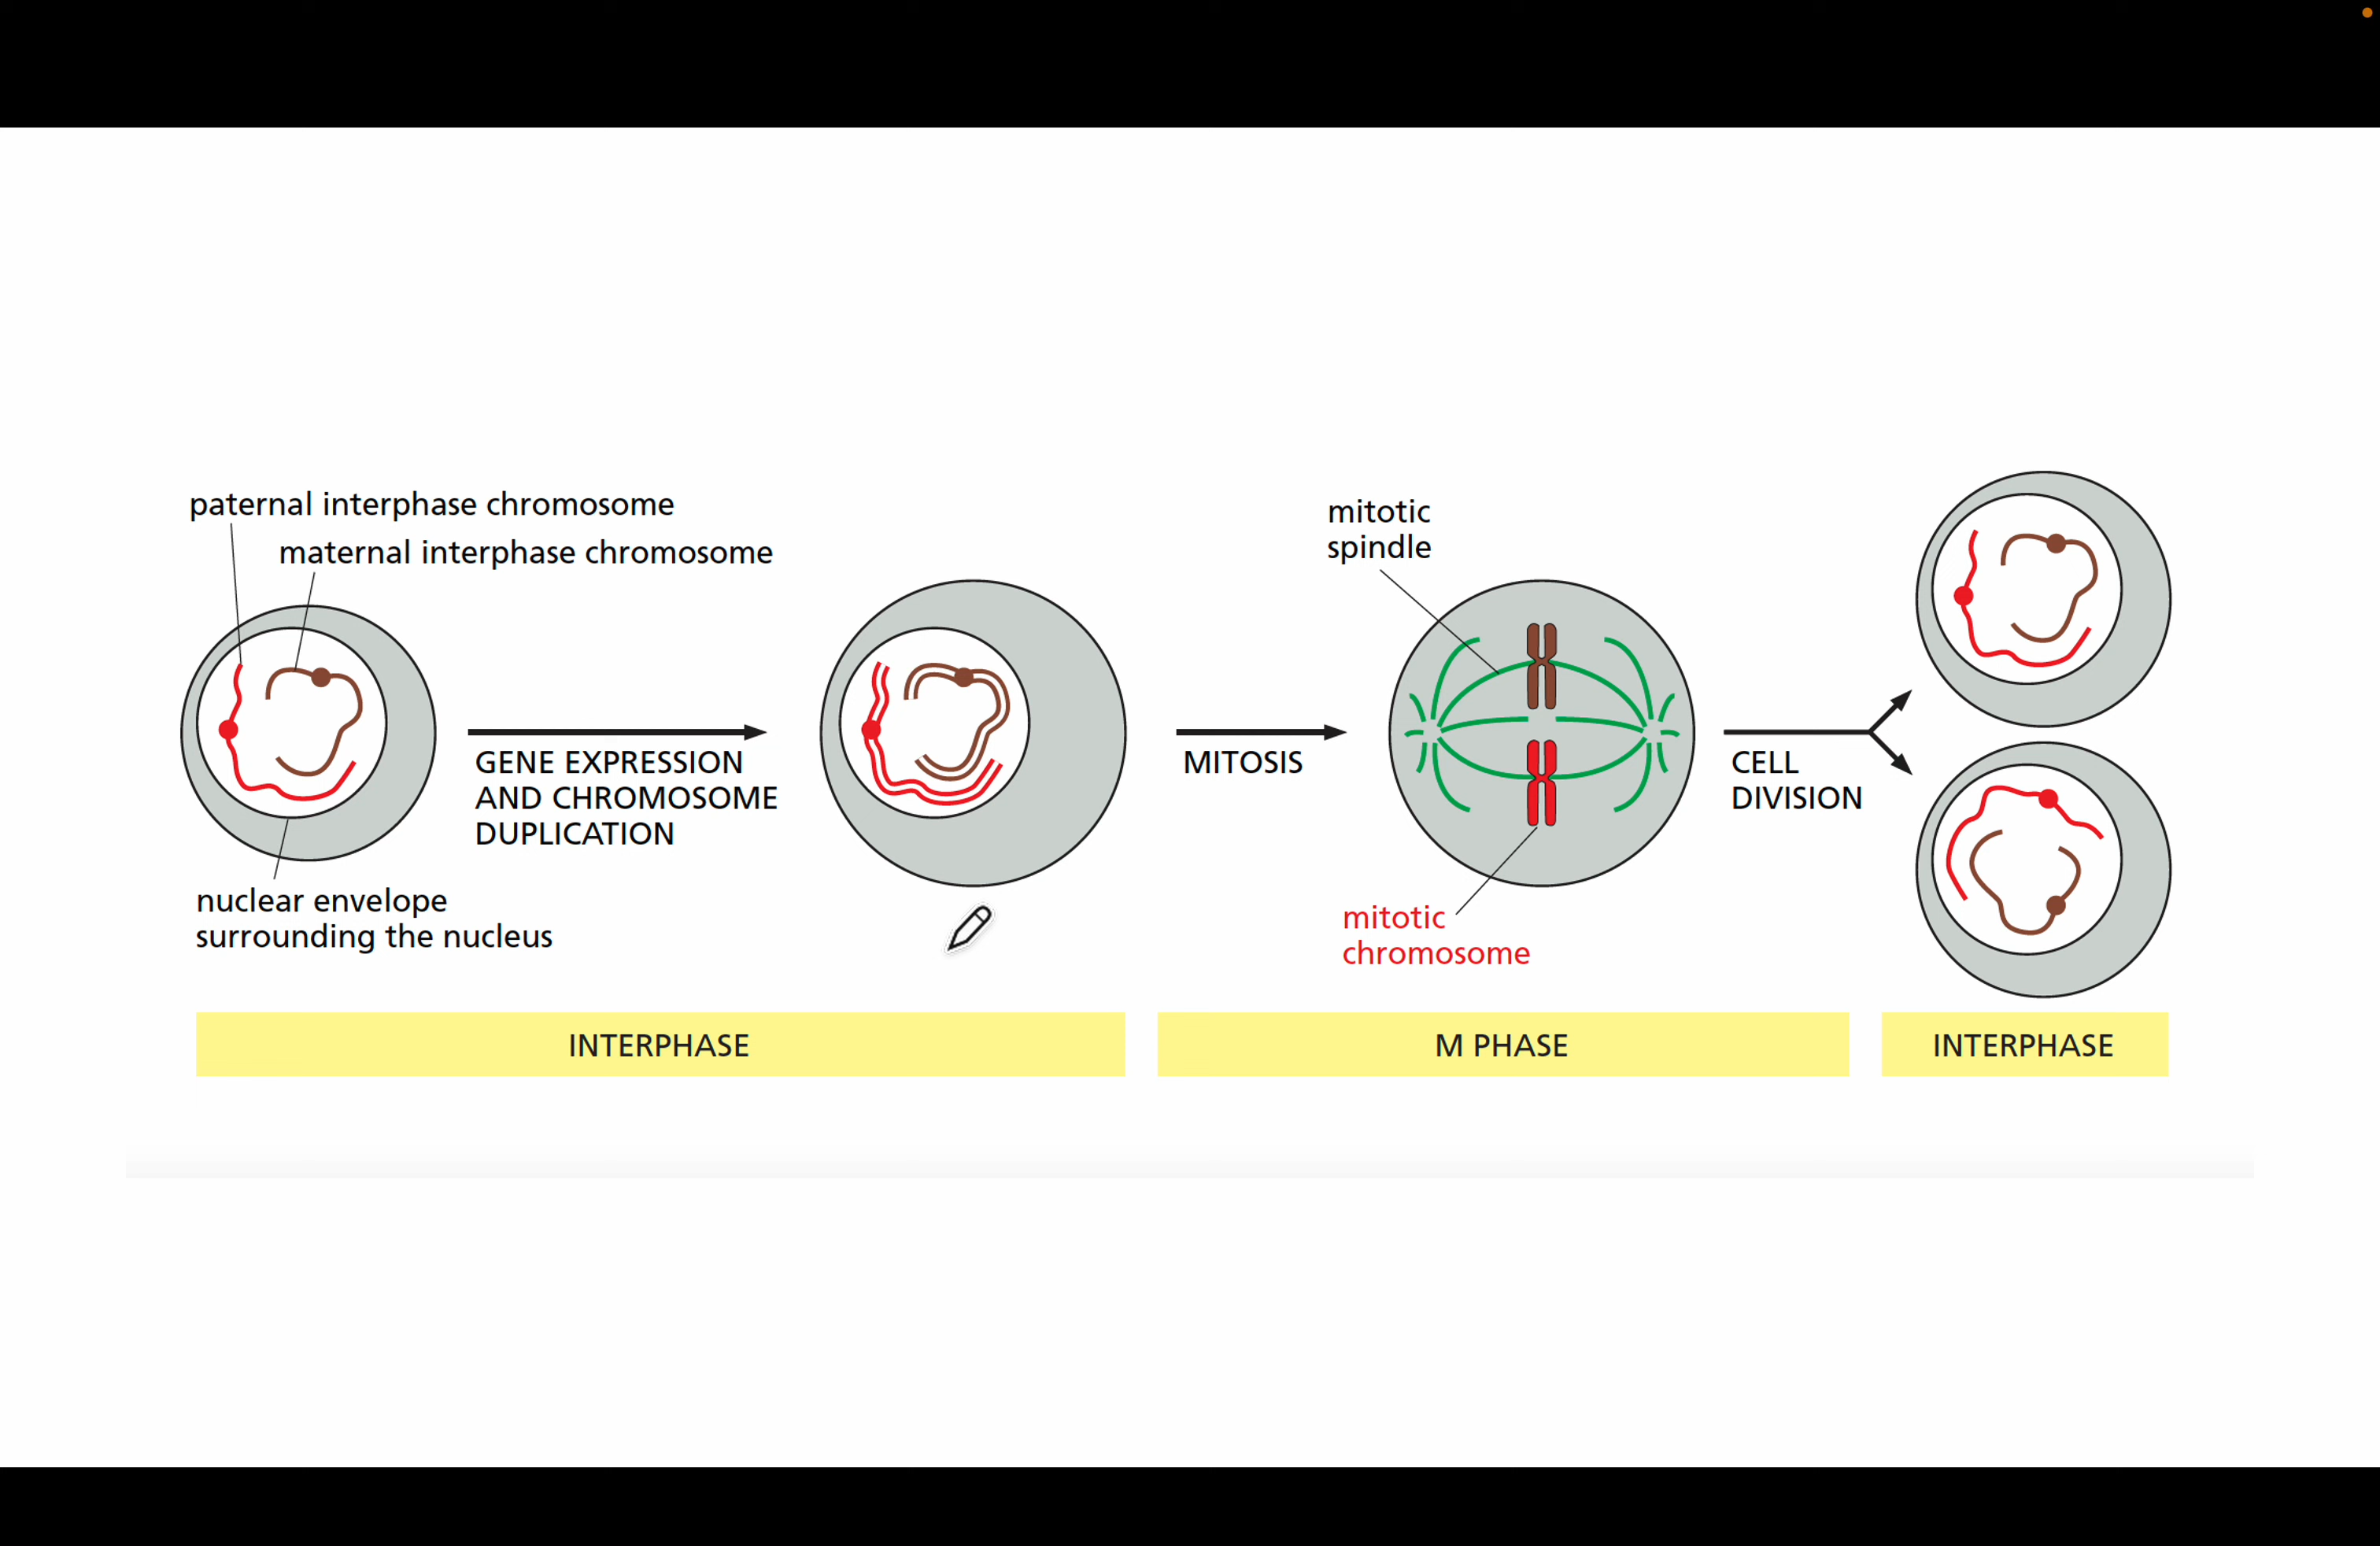 paternal interphase chromosome
maternal interphase chromosome
nuclear envelope
surrounding the nucleus
GENE EXPRESSION
AND CHROMOSOME
DUPLICATION
MITOSIS
mitotic
spindle
mitotic
chromosome
CELL
DIVISION
INTERPHASE
M PHASE
INTERPHASE